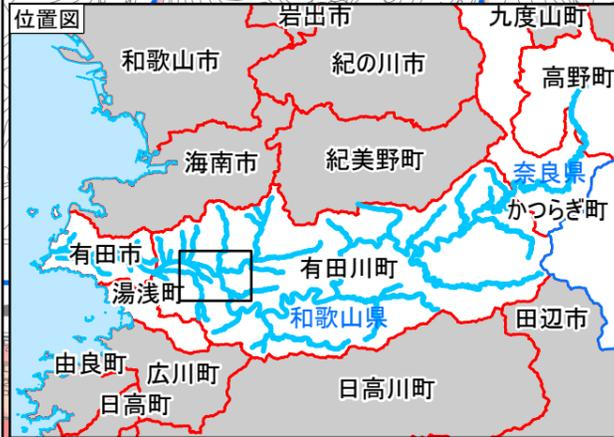 位置図
岩出市
九度山町
和歌山市
紀の川市
高野町
海南市
紀美野町
奈良県
かつらぎ町
有田市
有田川町
湯浅町
和歌山県
田辺市
由良町
広川町
日高川町
日高町